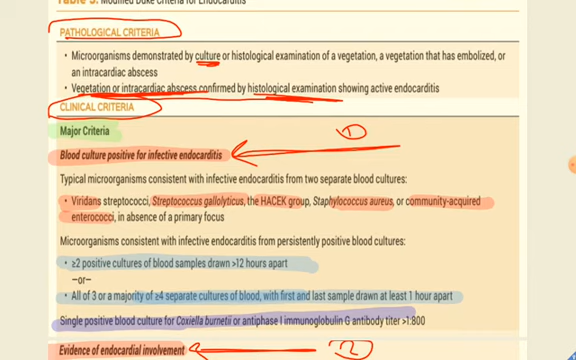 Table 3. Modified Duke Criteria for Endocarditis
PATHOLOGICAL CRITERIA
• Microorganisms demonstrated by culture or histological examination of a vegetation, a vegetation that has embolized, or
an intracardiac abscess
• Vegetation or intracardiac abscess confirmed by histological examination showing active endocarditis
CLINICAL CRITERIA
Major Criteria
1
Blood culture positive for infective endocarditis
Typical microorganisms consistent with infective endocarditis from two separate blood cultures:
• Viridans streptococci, Streptococcus gallolyticus, the HACEK group, Staphylococcus aureus, or community-acquired
enterococci, in absence of a primary focus
Microorganisms consistent with infective endocarditis from persistently positive blood cultures:
• ≥2 positive cultures of blood samples drawn >12 hours apart
—or—
• All of 3 or a majority of ≥4 separate cultures of blood, with first and last sample drawn at least 1 hour apart
Single positive blood culture for Coxiella burnetii or antiphase I immunoglobulin G antibody titer >1:800
Evidence of endocardial involvement
2